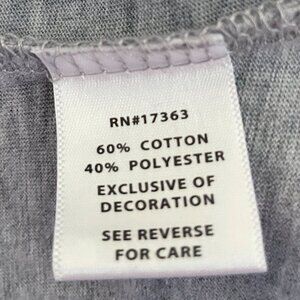 RN#17363
60% COTTON
40% POLYESTER
EXCLUSIVE OF
DECORATION
SEE REVERSE
FOR CARE